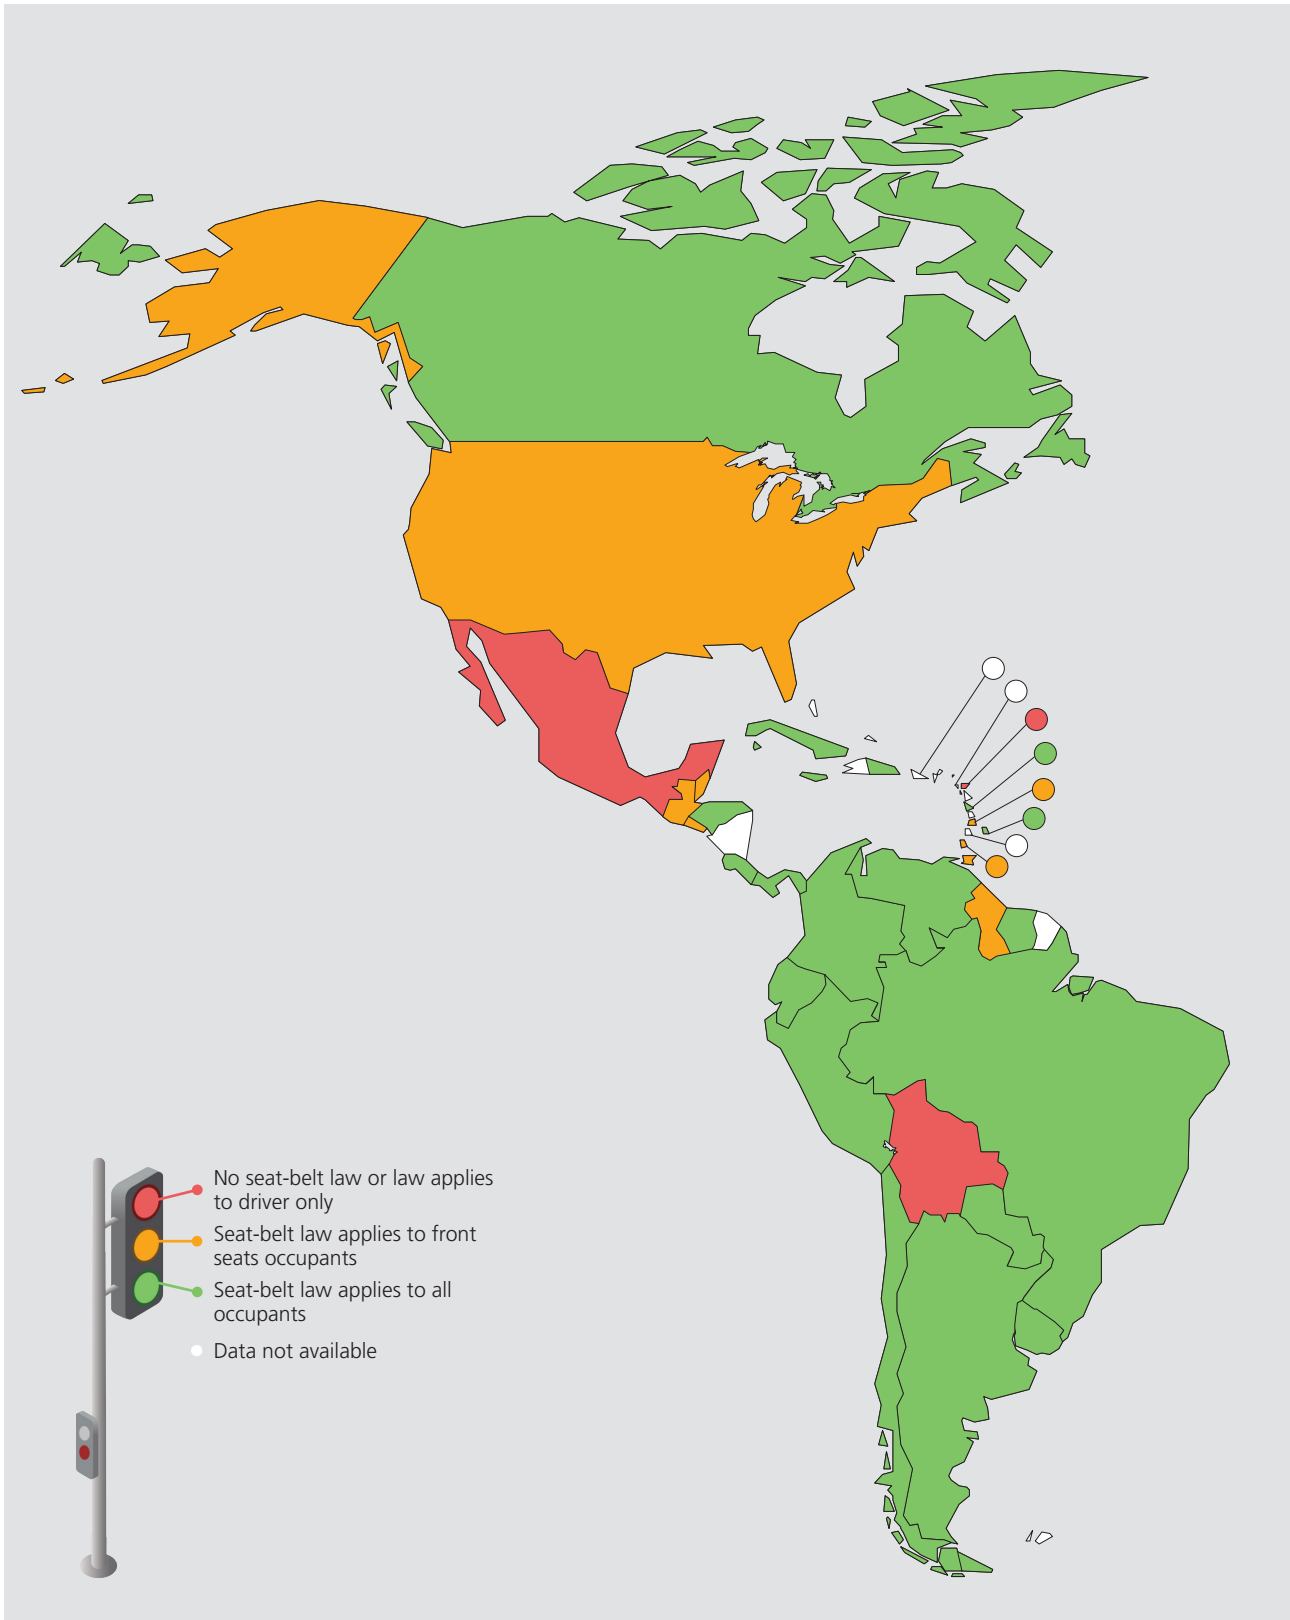 No seat-belt law or law applies
to driver only
Seat-belt law applies to front
seats occupants
Seat-belt law applies to all
occupants
Data not available